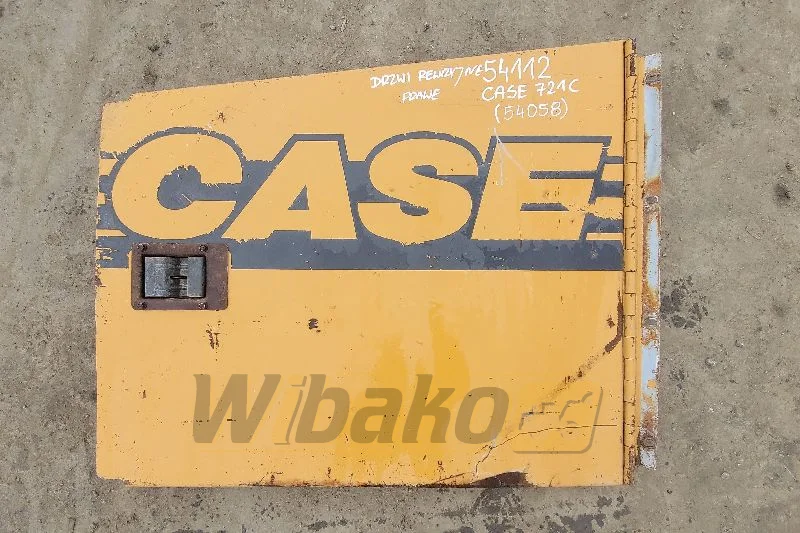 DRZWI REWIZYJNE 54112
PRAWE CASE 721C
(54058)
CASE
Wibako